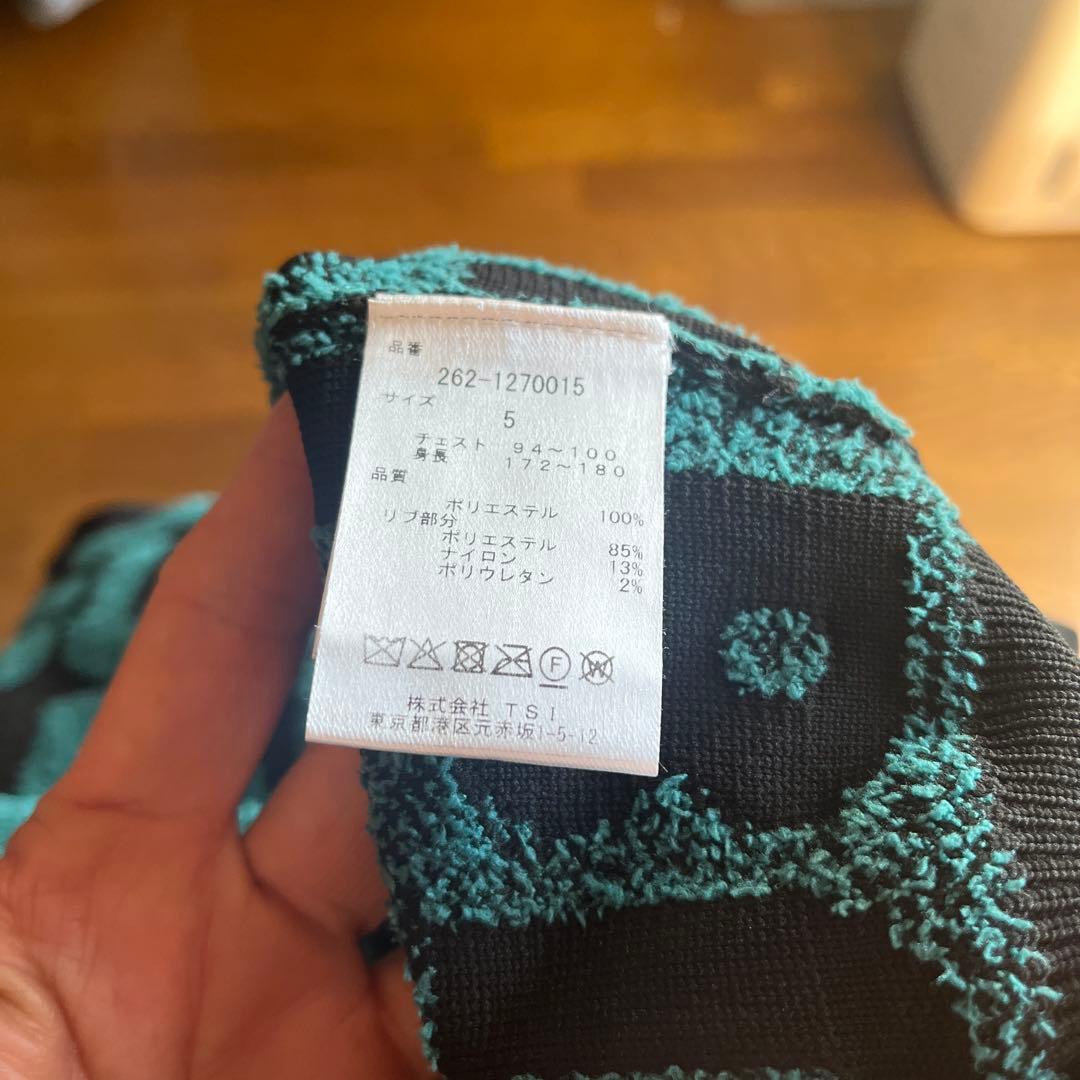 品番
262-1270015
サイズ
5
チェスト 94～100
身長 172～180
品質
ポリエステル 100%
リブ部分
ポリエステル 85%
ナイロン 13%
ポリウレタン 2%
F W
株式会社 TSI
東京都港区元赤坂1-5-12